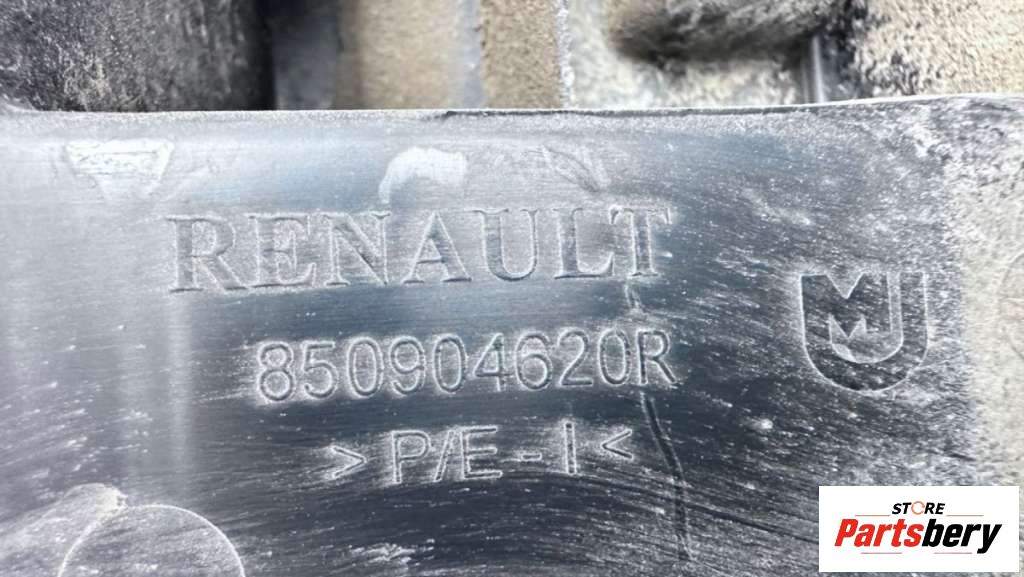 RENAULT
850904620R
> P/E - I <
STORE
Partsbery